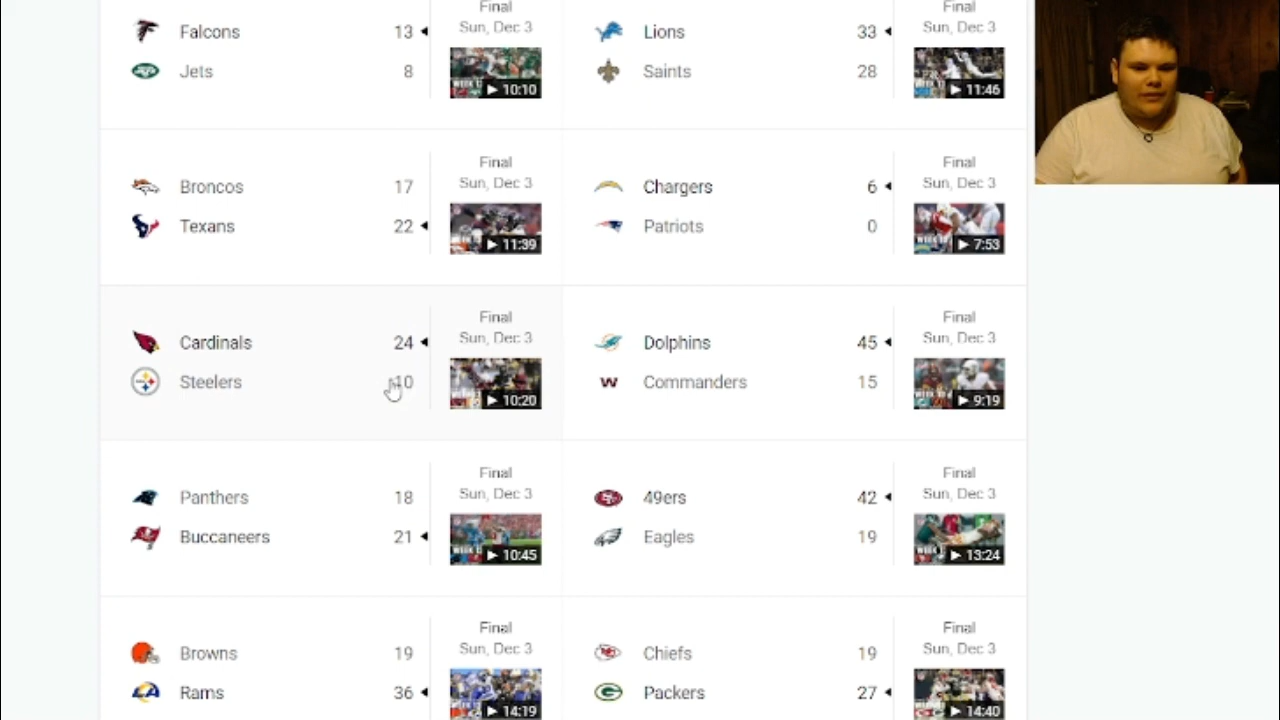 Final
Final
Falcons 13
Sun, Dec 3
Lions 33
Sun, Dec 3
Jets 8
10:10
Saints 28
11:46
Final
Final
Broncos 17
Sun, Dec 3
Chargers 6
Sun, Dec 3
Texans 22
11:39
Patriots 0
7:53
Final
Final
Cardinals 24
Sun, Dec 3
Dolphins 45
Sun, Dec 3
Steelers 10
10:20
Commanders 15
9:19
Final
Final
Panthers 18
Sun, Dec 3
49ers 42
Sun, Dec 3
Buccaneers 21
10:45
Eagles 19
13:24
Final
Final
Browns 19
Sun, Dec 3
Chiefs 19
Sun, Dec 3
Rams 36
14:19
Packers 27
14:40